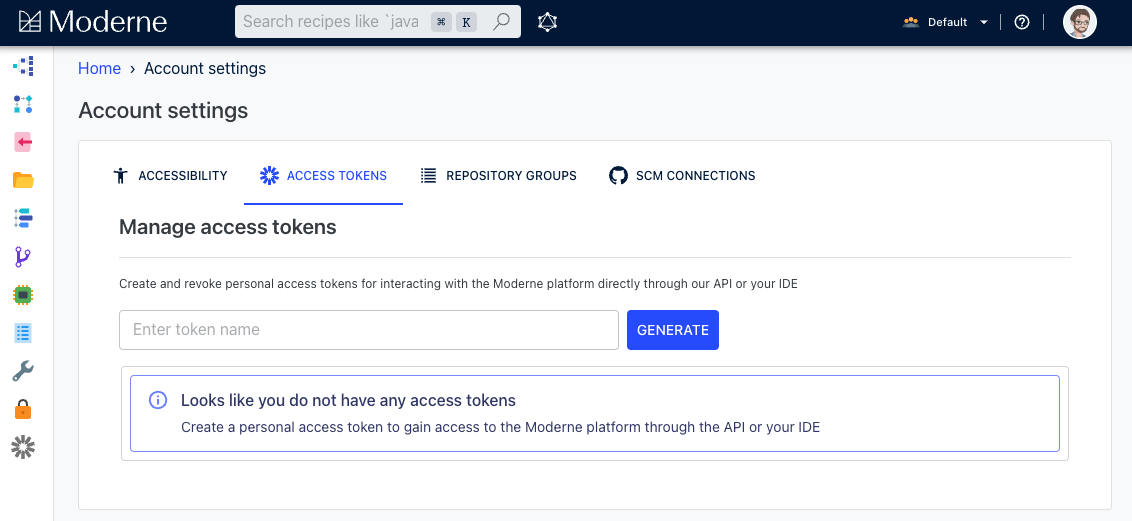 Moderne
Search recipes like `java ⌘ K
Default
Home › Account settings
Account settings
ACCESSIBILITY
ACCESS TOKENS
REPOSITORY GROUPS
SCM CONNECTIONS
Manage access tokens
Create and revoke personal access tokens for interacting with the Moderne platform directly through our API or your IDE
Enter token name
GENERATE
Looks like you do not have any access tokens
Create a personal access token to gain access to the Moderne platform through the API or your IDE